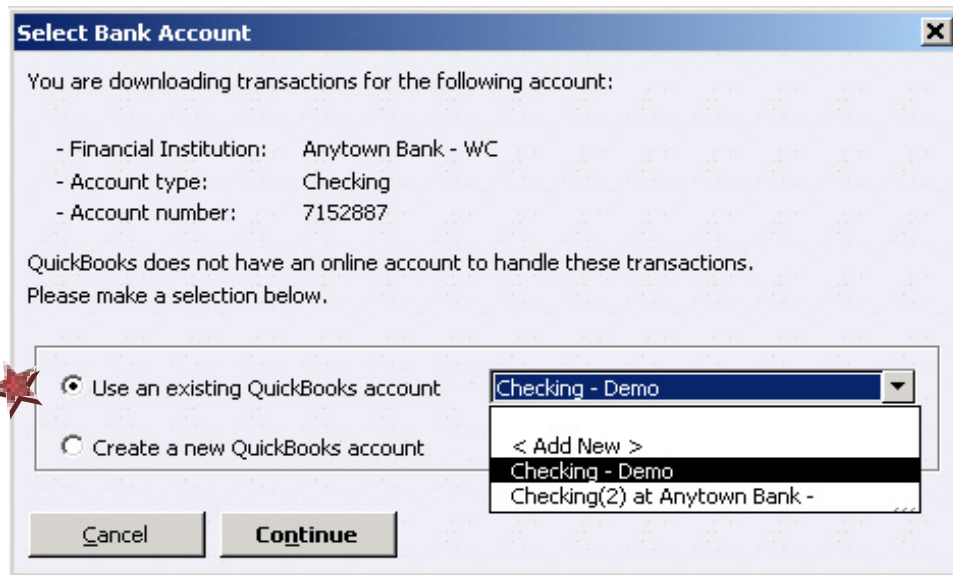 Select Bank Account
You are downloading transactions for the following account:
- Financial Institution: Anytown Bank - WC
- Account type: Checking
- Account number: 7152887
QuickBooks does not have an online account to handle these transactions.
Please make a selection below.
Use an existing QuickBooks account Checking - Demo
< Add New >
Create a new QuickBooks account
Checking - Demo
Checking(2) at Anytown Bank -
Cancel Continue